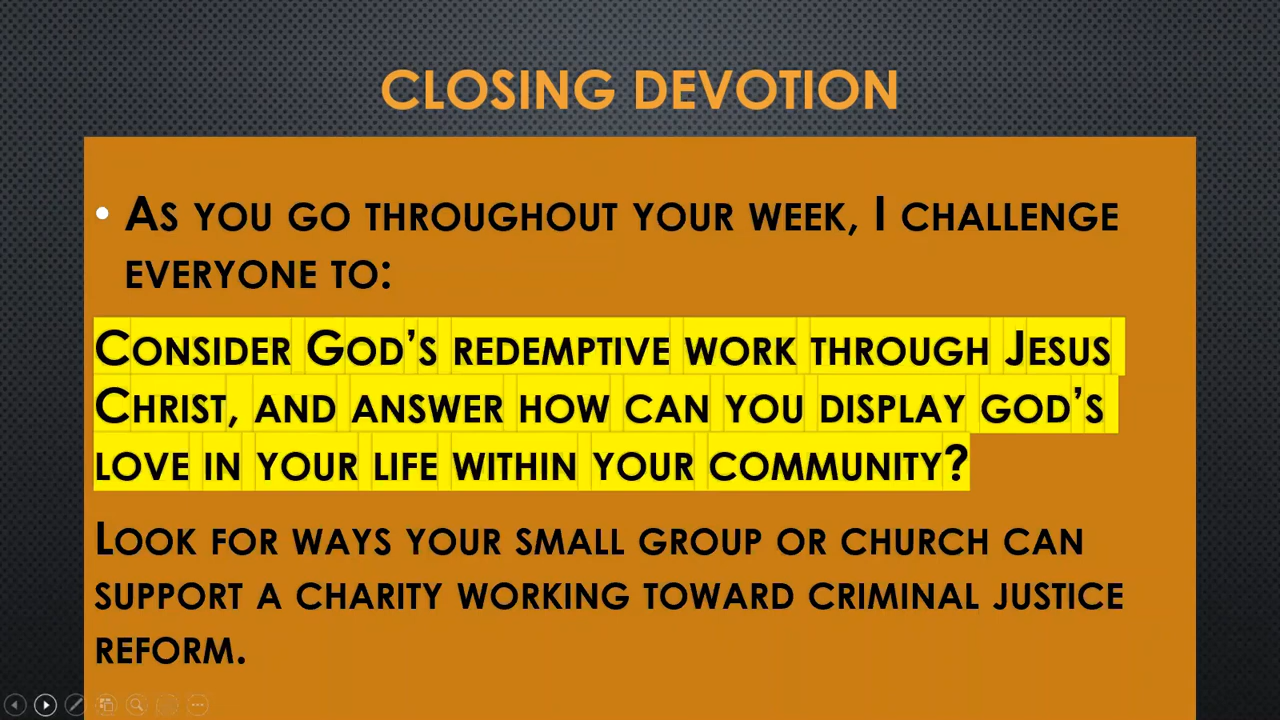 CLOSING DEVOTION
• As you go throughout your week, I challenge
everyone to:
Consider God's redemptive work through Jesus
Christ, and answer how can you display god's
love in your life within your community?
Look for ways your small group or church can
support a charity working toward criminal justice
reform.